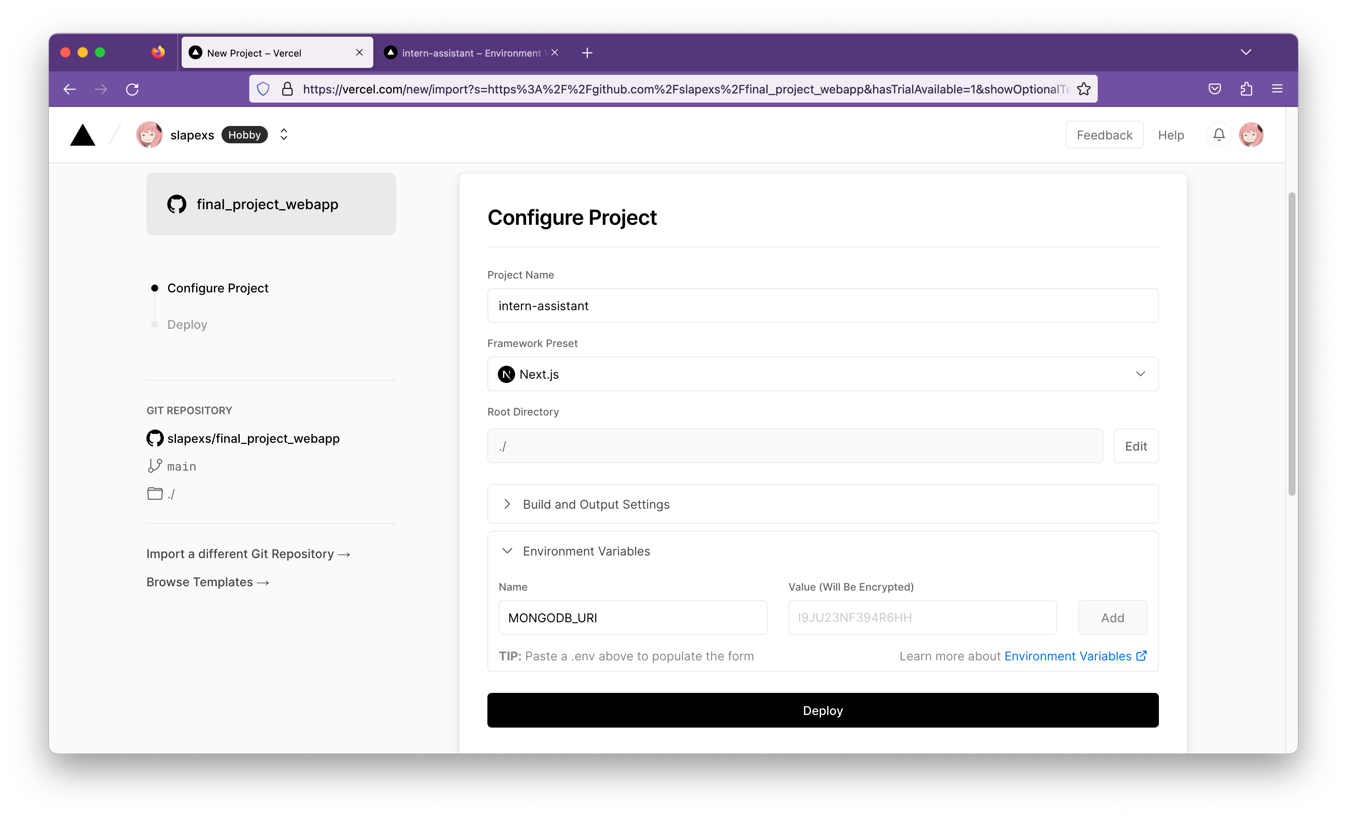 New Project – Vercel
intern-assistant – Environment
https://vercel.com/new/import?s=https%3A%2F%2Fgithub.com%2Fslapexs%2Ffinal_project_webapp&hasTrialAvailable=1&showOptionalTe
slapexs Hobby
Feedback Help
final_project_webapp
Configure Project
Deploy
GIT REPOSITORY
slapexs/final_project_webapp
main
./
Import a different Git Repository →
Browse Templates →
Configure Project
Project Name
intern-assistant
Framework Preset
N Next.js
Root Directory
./ Edit
Build and Output Settings
Environment Variables
Name Value (Will Be Encrypted)
MONGODB_URI I9JU23NF394R6HH Add
TIP: Paste a .env above to populate the form Learn more about Environment Variables
Deploy